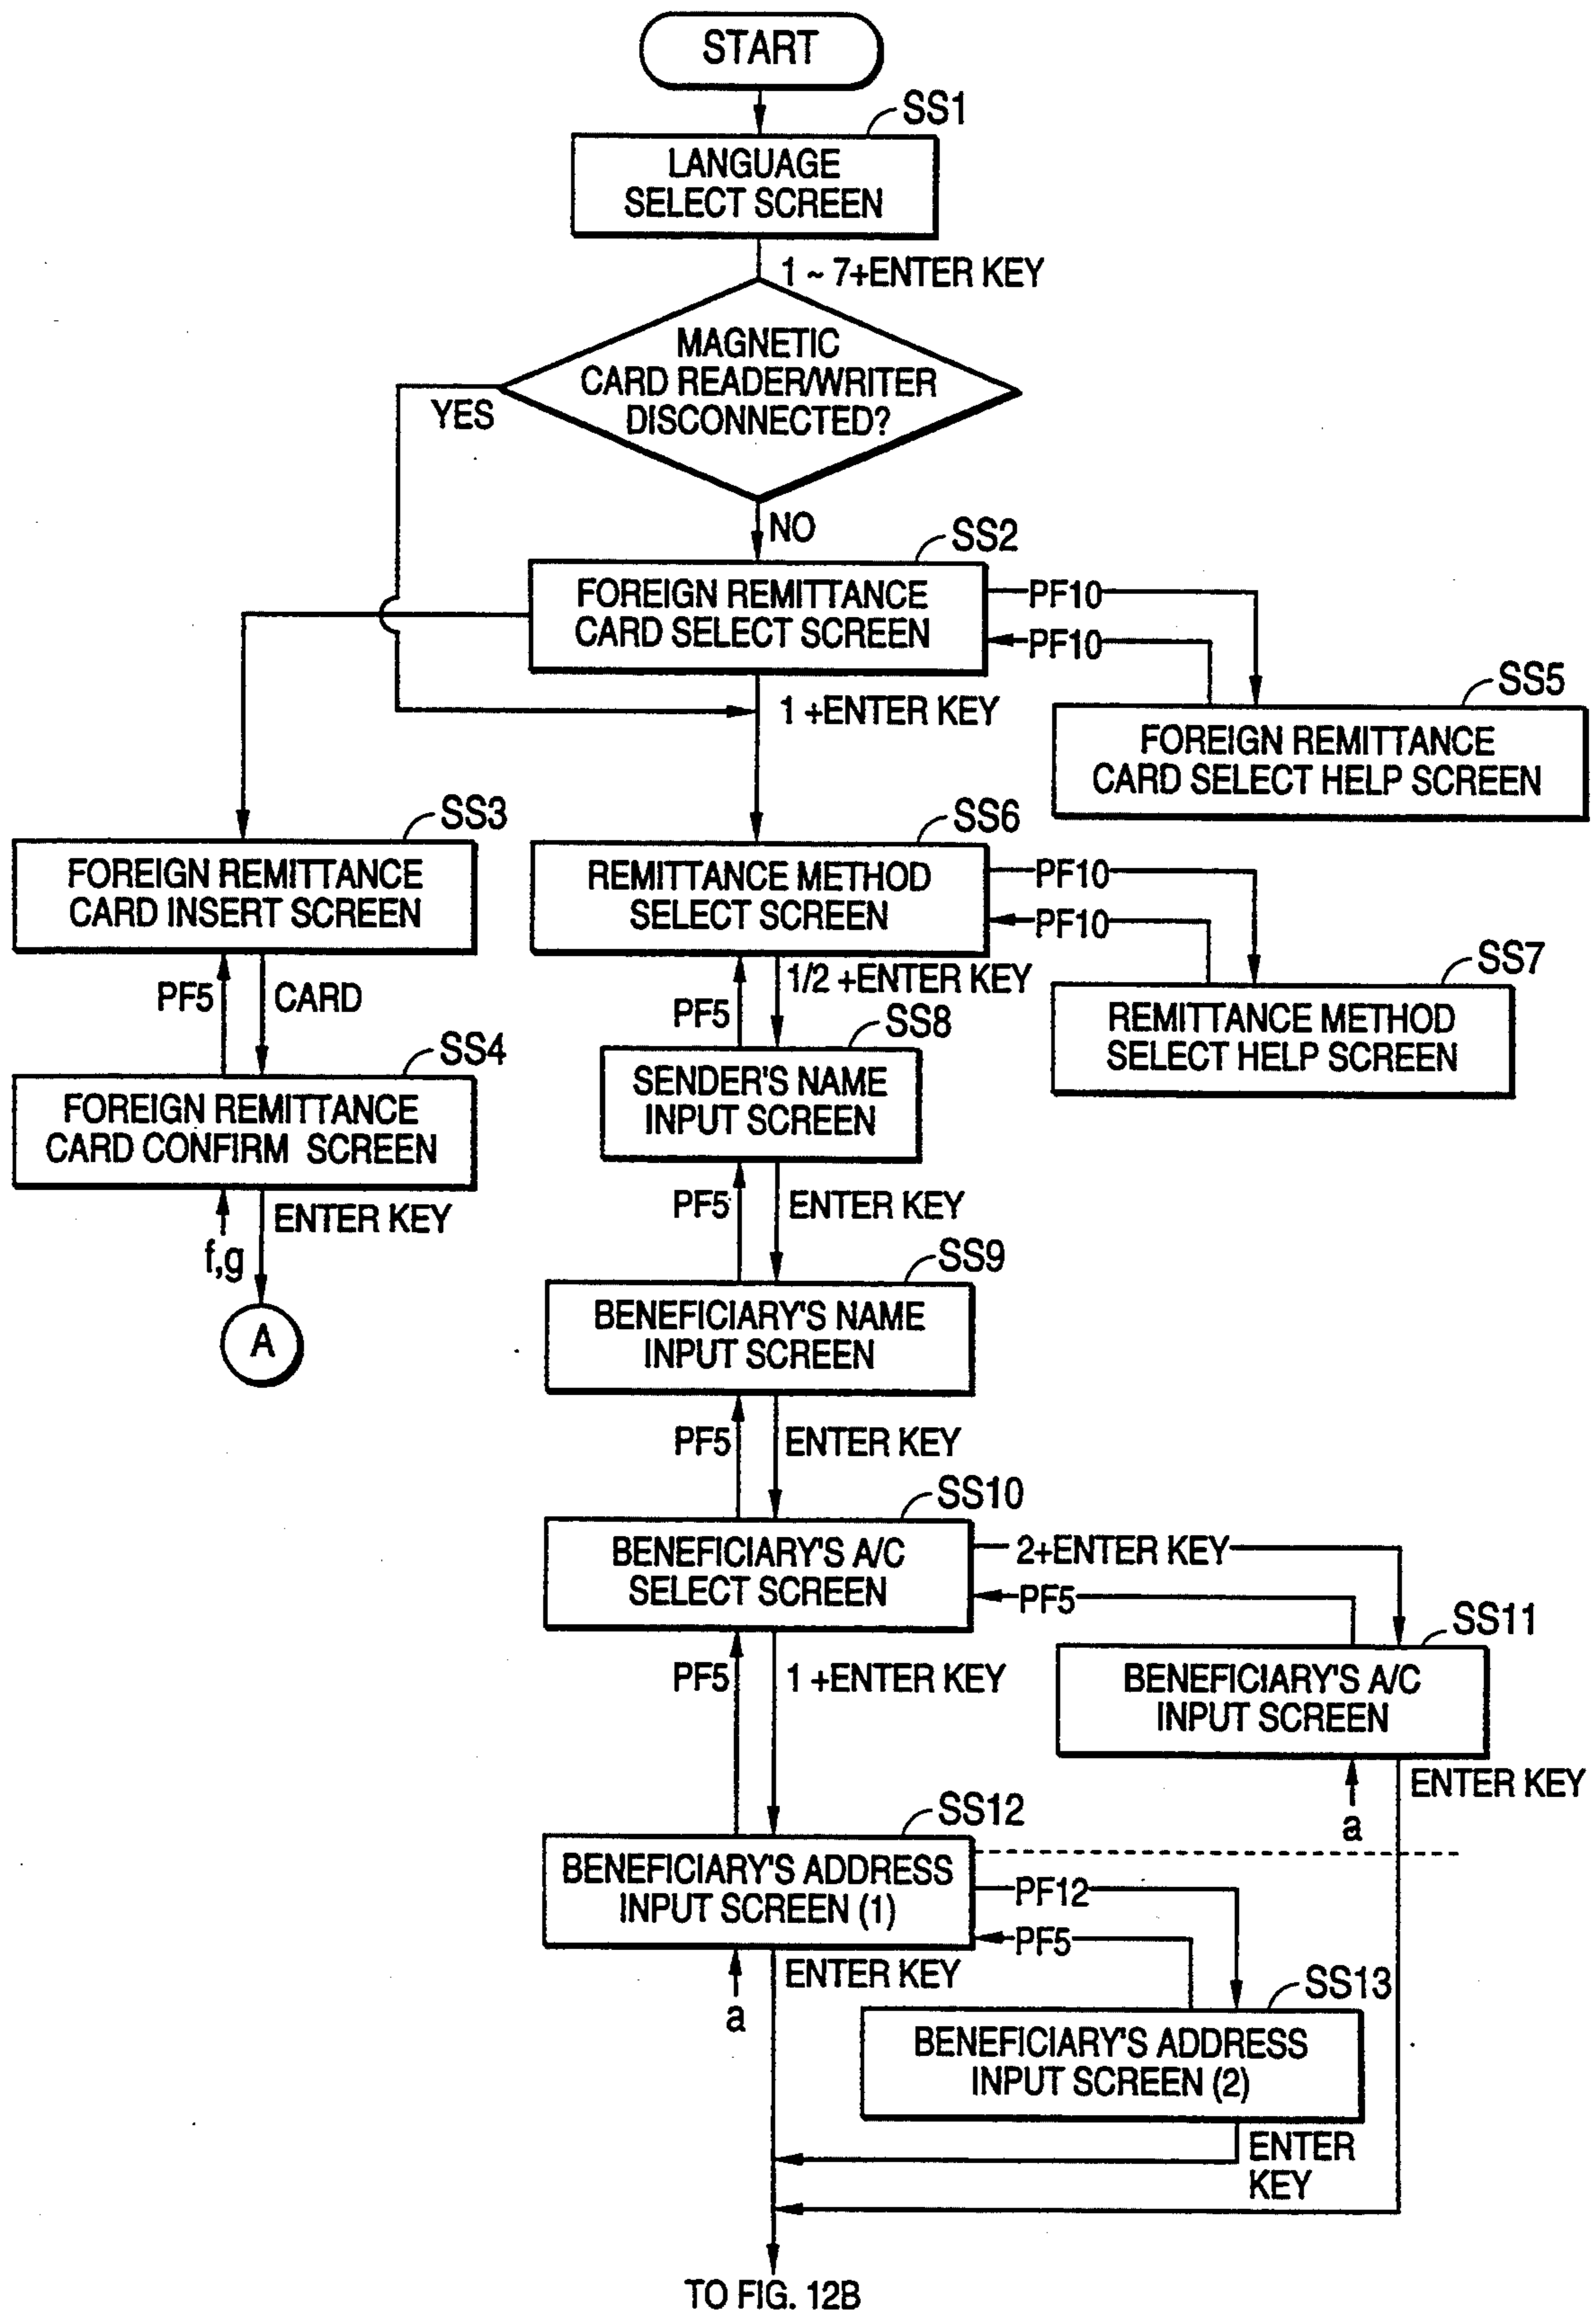 START
SS1
LANGUAGE
SELECT SCREEN
1 ~ 7+ENTER KEY
MAGNETIC
CARD READER/WRITER
DISCONNECTED?
YES
NO
SS2
FOREIGN REMITTANCE
CARD SELECT SCREEN
PF10
PF10
SS5
1 +ENTER KEY
FOREIGN REMITTANCE
CARD SELECT HELP SCREEN
SS3
FOREIGN REMITTANCE
CARD INSERT SCREEN
SS6
REMITTANCE METHOD
SELECT SCREEN
PF10
PF10
SS7
REMITTANCE METHOD
SELECT HELP SCREEN
PF5
CARD
1/2 +ENTER KEY
PF5
SS8
SENDER'S NAME
INPUT SCREEN
SS4
FOREIGN REMITTANCE
CARD CONFIRM SCREEN
ENTER KEY
f,g
A
PF5
ENTER KEY
SS9
BENEFICIARY'S NAME
INPUT SCREEN
PF5
ENTER KEY
SS10
BENEFICIARY'S A/C
SELECT SCREEN
2+ENTER KEY
PF5
SS11
BENEFICIARY'S A/C
INPUT SCREEN
PF5
1 +ENTER KEY
ENTER KEY
a
SS12
BENEFICIARY'S ADDRESS
INPUT SCREEN (1)
PF12
PF5
ENTER KEY
a
SS13
BENEFICIARY'S ADDRESS
INPUT SCREEN (2)
ENTER
KEY
TO FIG. 12B